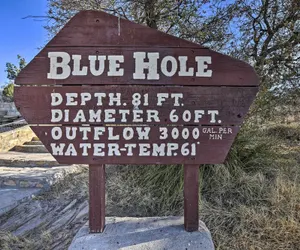 BLUE HOLE
DEPTH. 81 FT.
DIAMETER. 60 FT.
OUTFLOW 3000 GAL. PER MIN
WATER-TEMP. 61°